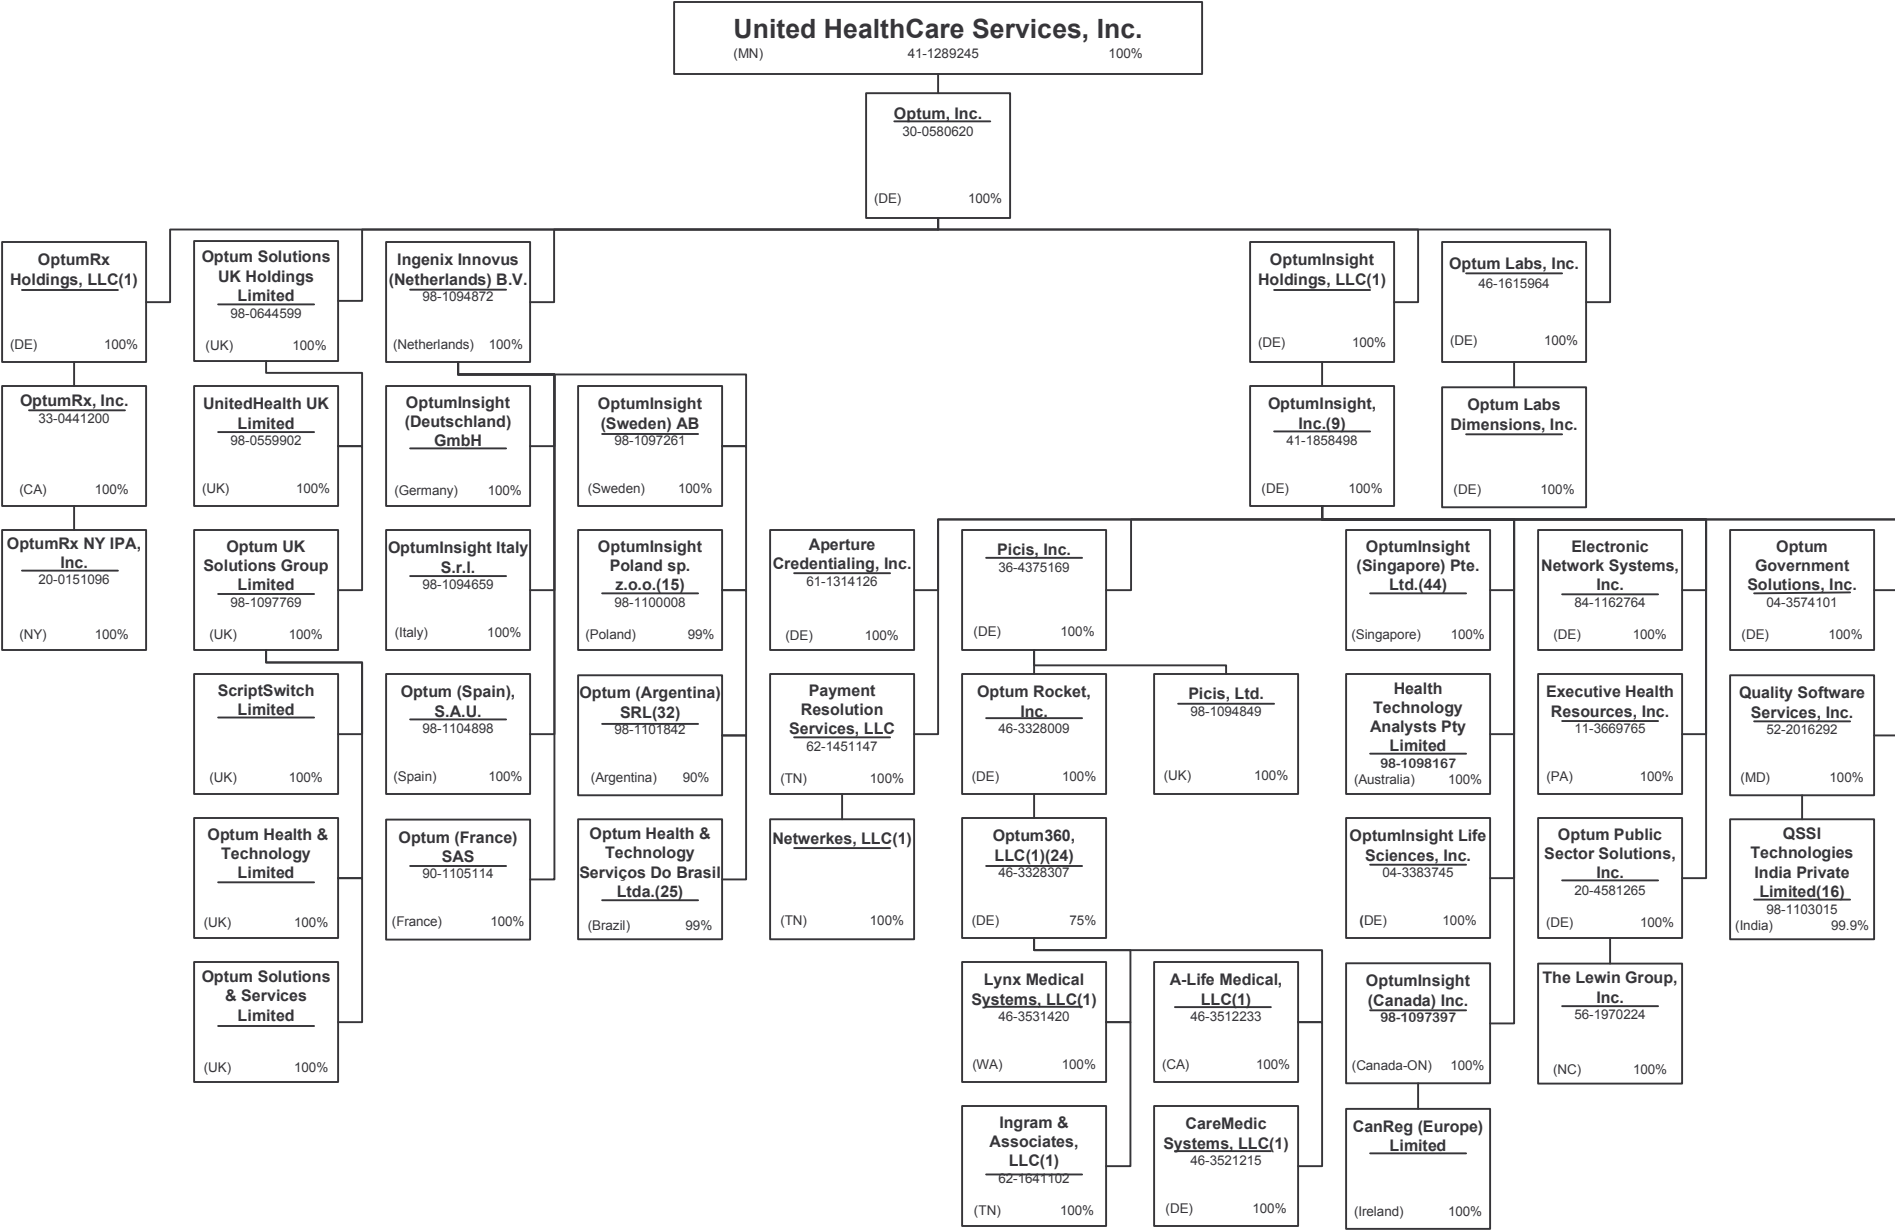 United HealthCare Services, Inc.
(MN) 41-1289245 100%
Optum, Inc.
30-0580620
(DE) 100%
OptumRx
Holdings, LLC(1)
(DE) 100%
Optum Solutions
UK Holdings
Limited
98-0644599
(UK) 100%
Ingenix Innovus
(Netherlands) B.V.
98-1094872
(Netherlands) 100%
OptumInsight
Holdings, LLC(1)
(DE) 100%
Optum Labs, Inc.
46-1615964
(DE) 100%
OptumRx, Inc.
33-0441200
(CA) 100%
UnitedHealth UK
Limited
98-0559902
(UK) 100%
OptumInsight
(Deutschland)
GmbH
(Germany) 100%
OptumInsight
(Sweden) AB
98-1097261
(Sweden) 100%
OptumInsight,
Inc.(9)
41-1858498
(DE) 100%
Optum Labs
Dimensions, Inc.
(DE) 100%
OptumRx NY IPA,
Inc.
20-0151096
(NY) 100%
Optum UK
Solutions Group
Limited
98-1097769
(UK) 100%
OptumInsight Italy
S.r.l.
98-1094659
(Italy) 100%
OptumInsight
Poland sp.
z.o.o.(15)
98-1100008
(Poland) 99%
Aperture
Credentialing, Inc.
61-1314126
(DE) 100%
Picis, Inc.
36-4375169
(DE) 100%
OptumInsight
(Singapore) Pte.
Ltd.(44)
(Singapore) 100%
Electronic
Network Systems,
Inc.
84-1162764
(DE) 100%
Optum
Government
Solutions, Inc.
04-3574101
(DE) 100%
ScriptSwitch
Limited
(UK) 100%
Optum (Spain),
S.A.U.
98-1104898
(Spain) 100%
Optum (Argentina)
SRL(32)
98-1101842
(Argentina) 90%
Payment
Resolution
Services, LLC
62-1451147
(TN) 100%
Optum Rocket,
Inc.
46-3328009
(DE) 100%
Picis, Ltd.
98-1094849
(UK) 100%
Health
Technology
Analysts Pty
Limited
98-1098167
(Australia) 100%
Executive Health
Resources, Inc.
11-3669765
(PA) 100%
Quality Software
Services, Inc.
52-2016292
(MD) 100%
Optum Health &
Technology
Limited
(UK) 100%
Optum (France)
SAS
90-1105114
(France) 100%
Optum Health &
Technology
Serviços Do Brasil
Ltda.(25)
(Brazil) 99%
Netwerkes, LLC(1)
(TN) 100%
Optum360,
LLC(1)(24)
46-3328307
(DE) 75%
OptumInsight Life
Sciences, Inc.
04-3383745
(DE) 100%
Optum Public
Sector Solutions,
Inc.
20-4581265
(DE) 100%
QSSI
Technologies
India Private
Limited(16)
98-1103015
(India) 99.9%
Optum Solutions
& Services
Limited
(UK) 100%
Lynx Medical
Systems, LLC(1)
46-3531420
(WA) 100%
A-Life Medical,
LLC(1)
46-3512233
(CA) 100%
OptumInsight
(Canada) Inc.
98-1097397
(Canada-ON) 100%
The Lewin Group,
Inc.
56-1970224
(NC) 100%
Ingram &
Associates,
LLC(1)
62-1641102
(TN) 100%
CareMedic
Systems, LLC(1)
46-3521215
(DE) 100%
CanReg (Europe)
Limited
(Ireland) 100%